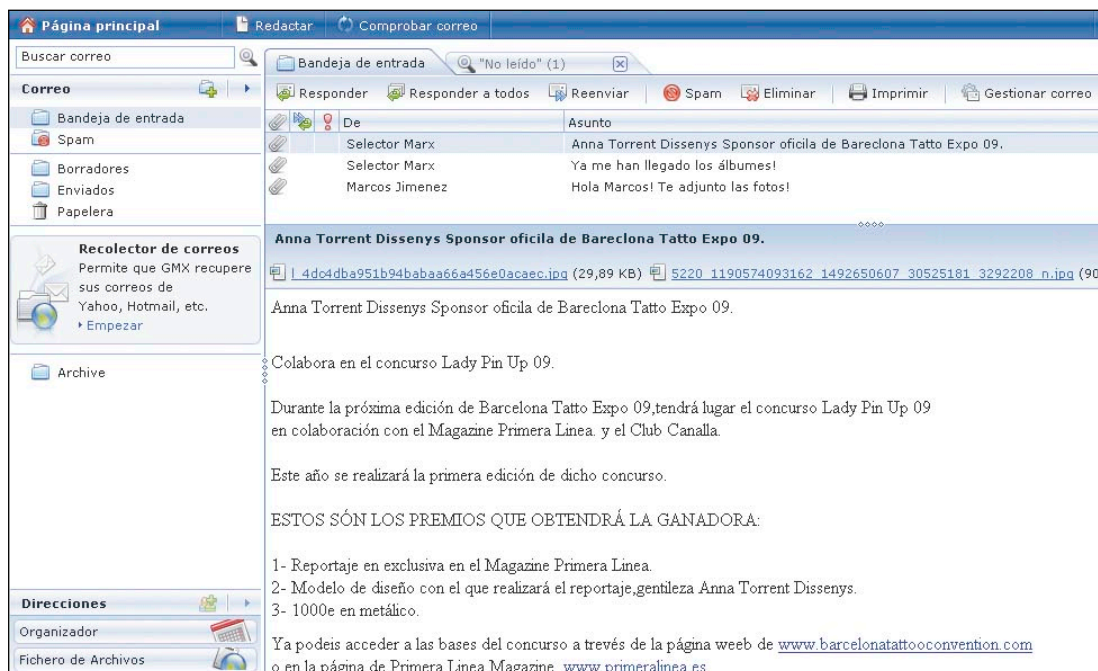 Página principal
Redactar
Comprobar correo
Buscar correo
Bandeja de entrada
"No leído" (1)
Correo
Responder
Responder a todos
Reenviar
Spam
Eliminar
Imprimir
Gestionar correo
De
Asunto
Bandeja de entrada
Spam
Borradores
Enviados
Papelera
Selector Marx
Anna Torrent Dissenys Sponsor oficila de Bareclona Tatto Expo 09.
Selector Marx
Ya me han llegado los álbumes!
Marcos Jimenez
Hola Marcos! Te adjunto las fotos!
Recolector de correos
Permite que GMX recupere
sus correos de
Yahoo, Hotmail, etc.
Empezar
Archive
Direcciones
Organizador
Fichero de Archivos
Anna Torrent Dissenys Sponsor oficila de Bareclona Tatto Expo 09.
l_4dc4dba951b94babaa66a456e0acaec.jpg (29,89 KB) 5220_1190574093162_1492650607_30525181_3292208_n.jpg (90
Anna Torrent Dissenys Sponsor oficila de Bareclona Tatto Expo 09.
Colabora en el concurso Lady Pin Up 09.
Durante la próxima edición de Barcelona Tatto Expo 09,tendrá lugar el concurso Lady Pin Up 09
en colaboración con el Magazine Primera Linea. y el Club Canalla.
Este año se realizará la primera edición de dicho concurso.
ESTOS SÓN LOS PREMIOS QUE OBTENDRÁ LA GANADORA:
1- Reportaje en exclusiva en el Magazine Primera Linea.
2- Modelo de diseño con el que realizará el reportaje,gentileza Anna Torrent Dissenys.
3- 1000e en metálico.
Ya podeis acceder a las bases del concurso a trevés de la página weeb de www.barcelonatattooconvention.com
o en la página de Primera Linea Magazine. www.primeralinea.es